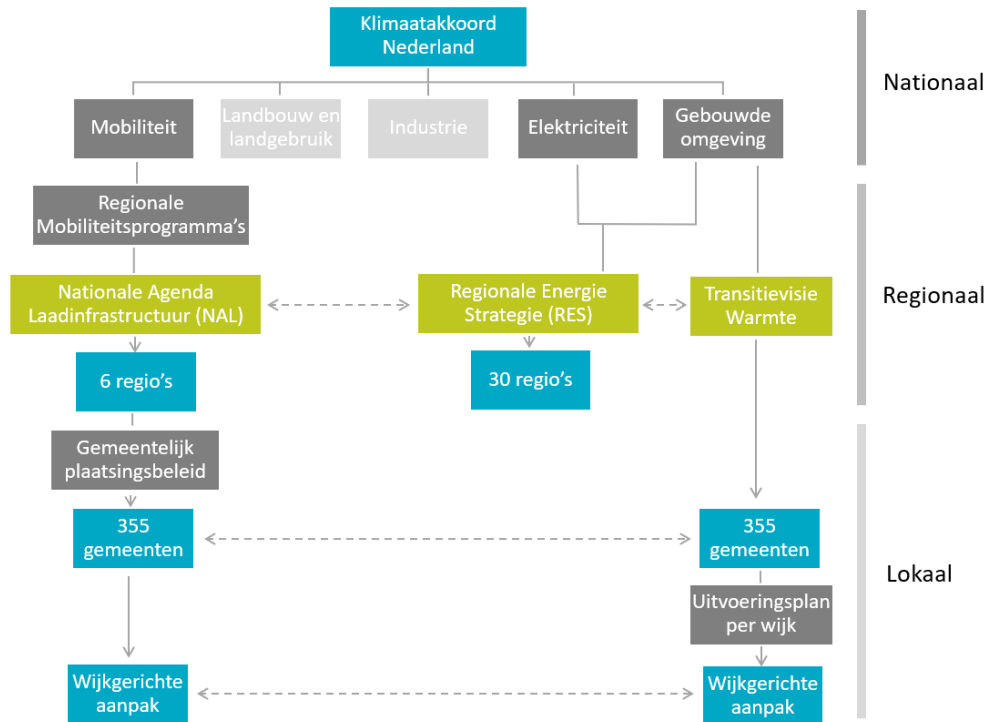 Klimaatakkoord
Nederland
Nationaal
Mobiliteit
Landbouw en
landgebruik
Industrie
Elektriciteit
Gebouwde
omgeving
Regionale
Mobiliteitsprogramma's
Nationale Agenda
Laadinfrastructuur (NAL)
Regionale Energie
Strategie (RES)
Transitievisie
Warmte
Regionaal
6 regio's
30 regio's
Gemeentelijk
plaatsingsbeleid
355
gemeenten
355
gemeenten
Lokaal
Uitvoeringsplan
per wijk
Wijkgerichte
aanpak
Wijkgerichte
aanpak